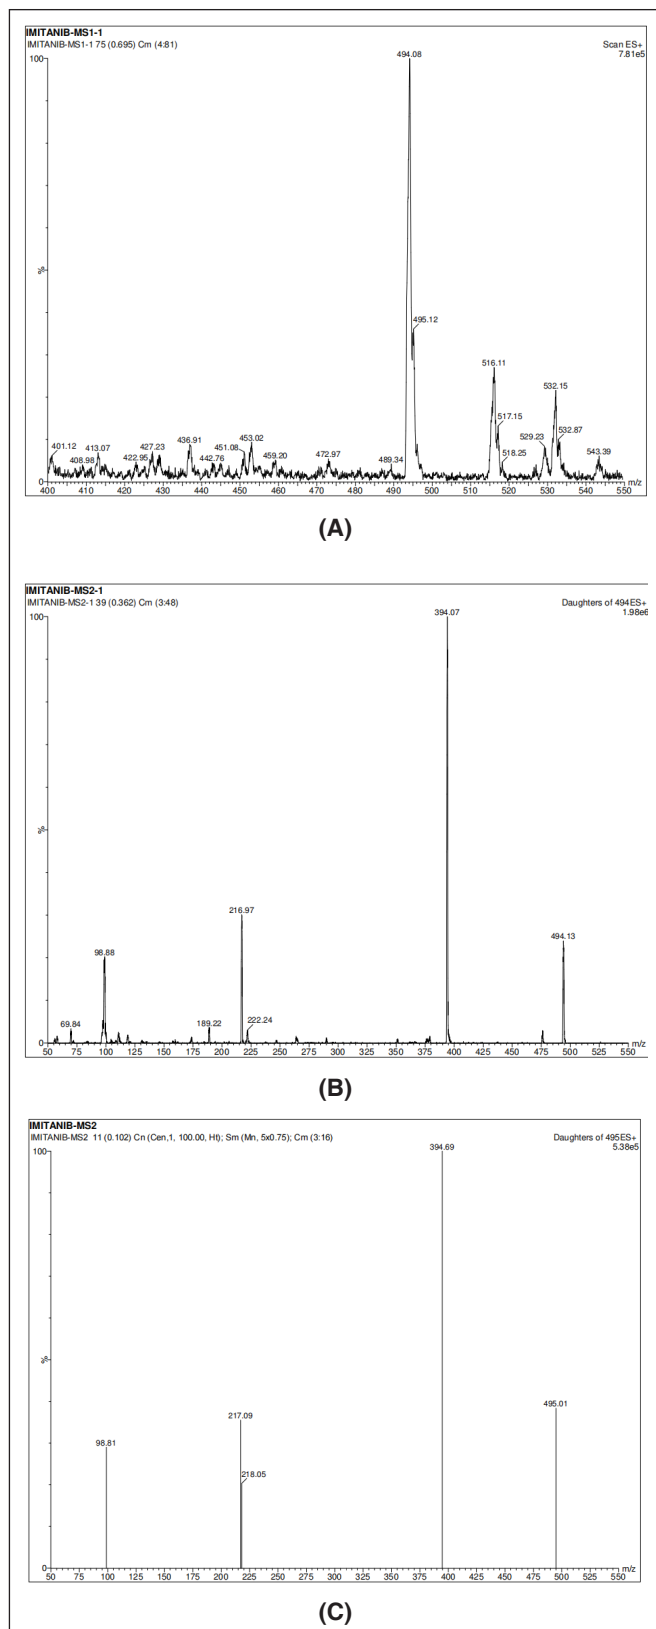 IMITANIB-MS1-1
IMITANIB-MS1-1 75 (0.695) Cm (4:81)
Scan ES+
7.81e5
100
494.08
%
495.12
516.11
532.15
517.15
532.87
401.12
408.98
413.07
422.95
427.23
436.91
442.76
451.08
453.02
459.20
472.97
489.34
518.25
529.23
543.39
0
400 410 420 430 440 450 460 470 480 490 500 510 520 530 540 550 m/z
(A)
IMITANIB-MS2-1
IMITANIB-MS2-1 39 (0.362) Cm (3:48)
Daughters of 494ES+
1.98e6
100
394.07
%
216.97
98.88
494.13
69.84
189.22
222.24
0
50 75 100 125 150 175 200 225 250 275 300 325 350 375 400 425 450 475 500 525 550 m/z
(B)
IMITANIB-MS2
IMITANIB-MS2 11 (0.102) Cn (Cen,1, 100.00, Ht); Sm (Mn, 5x0.75); Cm (3:16)
Daughters of 495ES+
5.38e5
100
394.69
%
217.09
495.01
98.81
218.05
0
50 75 100 125 150 175 200 225 250 275 300 325 350 375 400 425 450 475 500 525 550 m/z
(C)